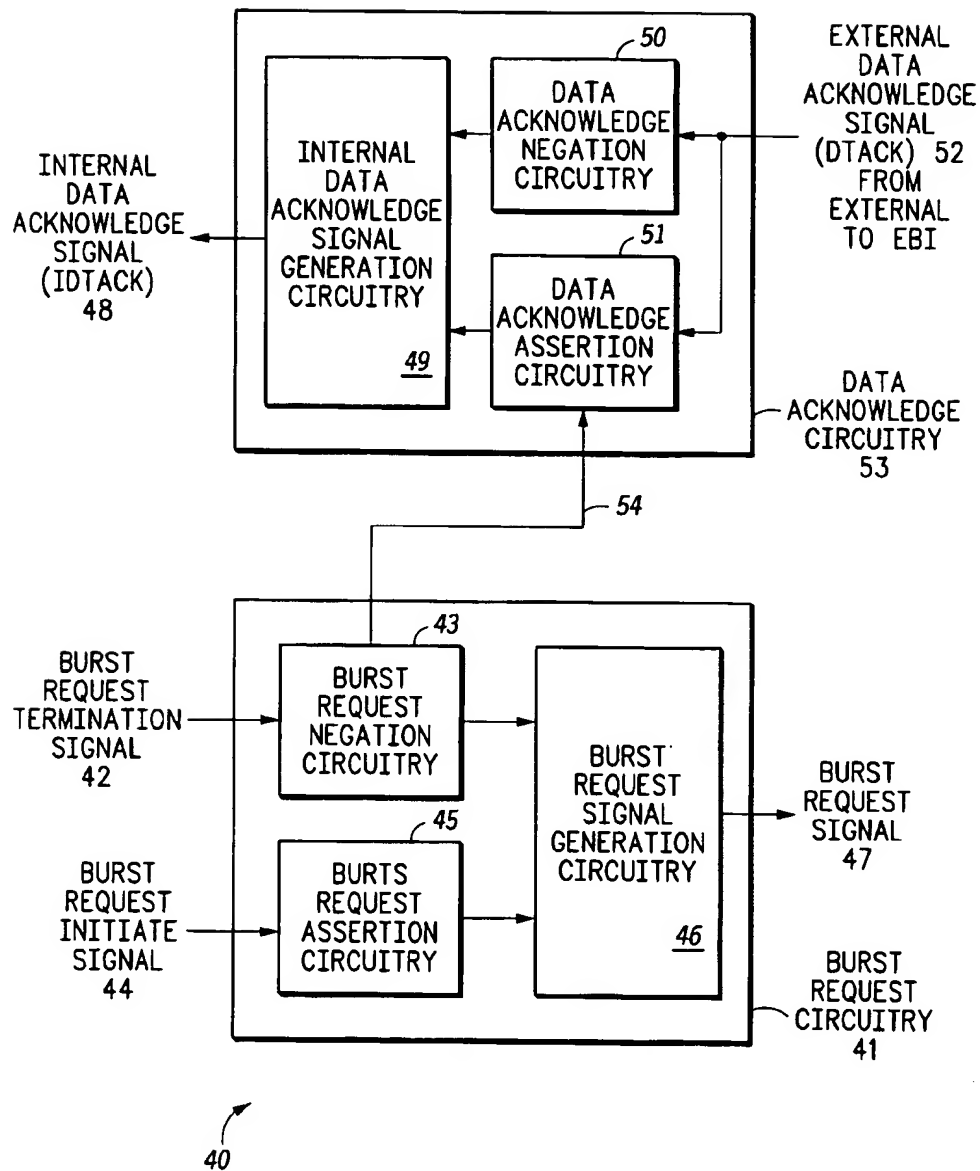 50
DATA
ACKNOWLEDGE
NEGATION
CIRCUITRY
EXTERNAL
DATA
ACKNOWLEDGE
SIGNAL
(DTACK) 52
FROM
EXTERNAL
TO EBI
INTERNAL
DATA
ACKNOWLEDGE
SIGNAL
(IDTACK)
48
INTERNAL
DATA
ACKNOWLEDGE
SIGNAL
GENERATION
CIRCUITRY
49
51
DATA
ACKNOWLEDGE
ASSERTION
CIRCUITRY
DATA
ACKNOWLEDGE
CIRCUITRY
53
54
BURST
REQUEST
TERMINATION
SIGNAL
42
43
BURST
REQUEST
NEGATION
CIRCUITRY
BURST
REQUEST
SIGNAL
GENERATION
CIRCUITRY
46
BURST
REQUEST
SIGNAL
47
BURST
REQUEST
INITIATE
SIGNAL
44
45
BURTS
REQUEST
ASSERTION
CIRCUITRY
BURST
REQUEST
CIRCUITRY
41
40